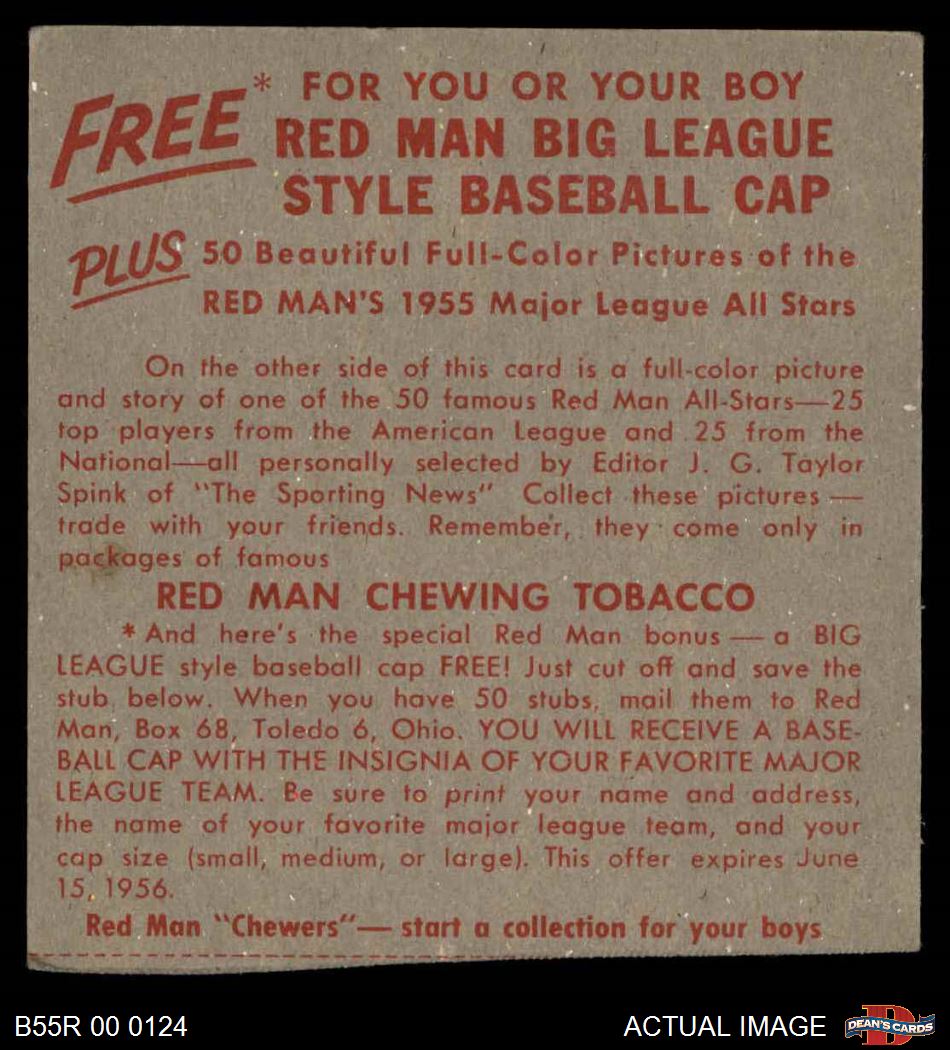 FREE* FOR YOU OR YOUR BOY
RED MAN BIG LEAGUE
STYLE BASEBALL CAP
PLUS 50 Beautiful Full-Color Pictures of the
RED MAN'S 1955 Major League All Stars
On the other side of this card is a full-color picture
and story of one of the 50 famous Red Man All-Stars—25
top players from the American League and 25 from the
National—all personally selected by Editor J. G. Taylor
Spink of "The Sporting News" Collect these pictures —
trade with your friends. Remember, they come only in
packages of famous
RED MAN CHEWING TOBACCO
* And here's the special Red Man bonus — a BIG
LEAGUE style baseball cap FREE! Just cut off and save the
stub below. When you have 50 stubs, mail them to Red
Man, Box 68, Toledo 6, Ohio. YOU WILL RECEIVE A BASE-
BALL CAP WITH THE INSIGNIA OF YOUR FAVORITE MAJOR
LEAGUE TEAM. Be sure to print your name and address,
the name of your favorite major league team, and your
cap size (small, medium, or large). This offer expires June
15, 1956.
Red Man "Chewers"— start a collection for your boys
B55R 00 0124
ACTUAL IMAGE
D
DEAN'S CARDS